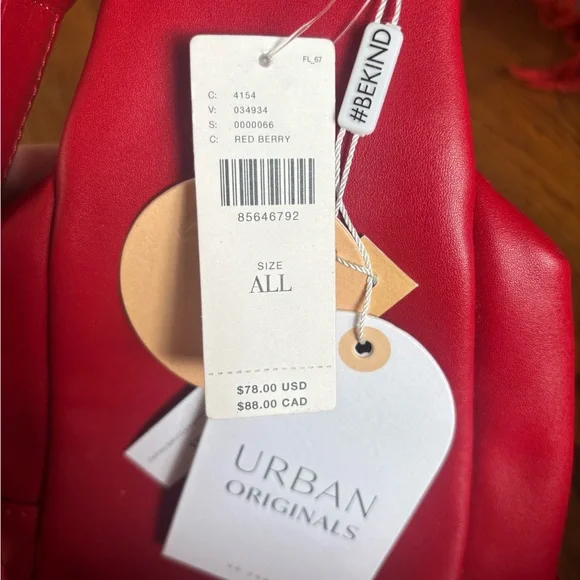 FL_67
C: 4154
V: 034934
S: 0000066
C: RED BERRY
85646792
SIZE
ALL
$78.00 USD
$88.00 CAD
#BEKIND
URBAN
ORIGINALS